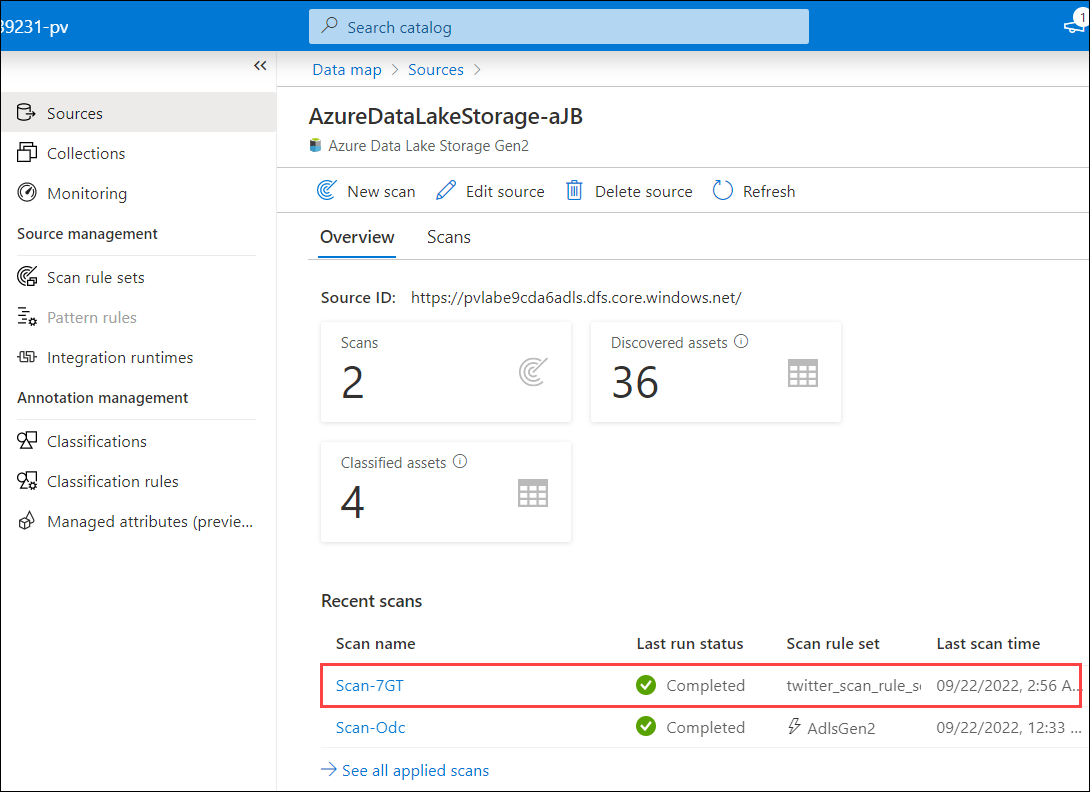 39231-pv
Search catalog
1
Data map > Sources >
Sources
Collections
Monitoring
Source management
Scan rule sets
Pattern rules
Integration runtimes
Annotation management
Classifications
Classification rules
Managed attributes (previe...
AzureDataLakeStorage-aJB
Azure Data Lake Storage Gen2
New scan Edit source Delete source Refresh
Overview Scans
Source ID: https://pvlabe9cda6adls.dfs.core.windows.net/
Scans
2
Discovered assets
36
Classified assets
4
Recent scans
Scan name Last run status Scan rule set Last scan time
Scan-7GT Completed twitter_scan_rule_se 09/22/2022, 2:56 A...
Scan-Odc Completed AdlsGen2 09/22/2022, 12:33 ...
See all applied scans